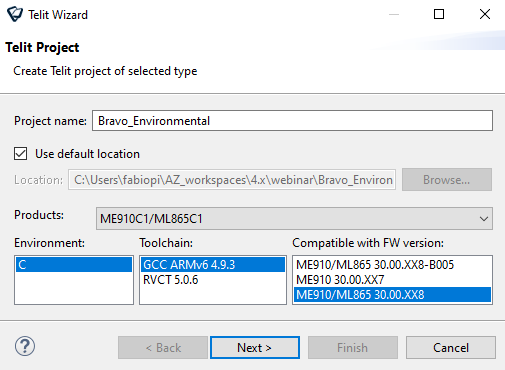 Telit Wizard
Telit Project
Create Telit project of selected type
Project name: Bravo_Environmental
Use default location
Location: C:\Users\fabiopi\AZ_workspaces\4.x\webinar\Bravo_Environ Browse...
Products: ME910C1/ML865C1
Environment: Toolchain: Compatible with FW version:
C GCC ARMv6 4.9.3 ME910/ML865 30.00.XX8-B005
RVCT 5.0.6 ME910 30.00.XX7
ME910/ML865 30.00.XX8
? < Back Next > Finish Cancel